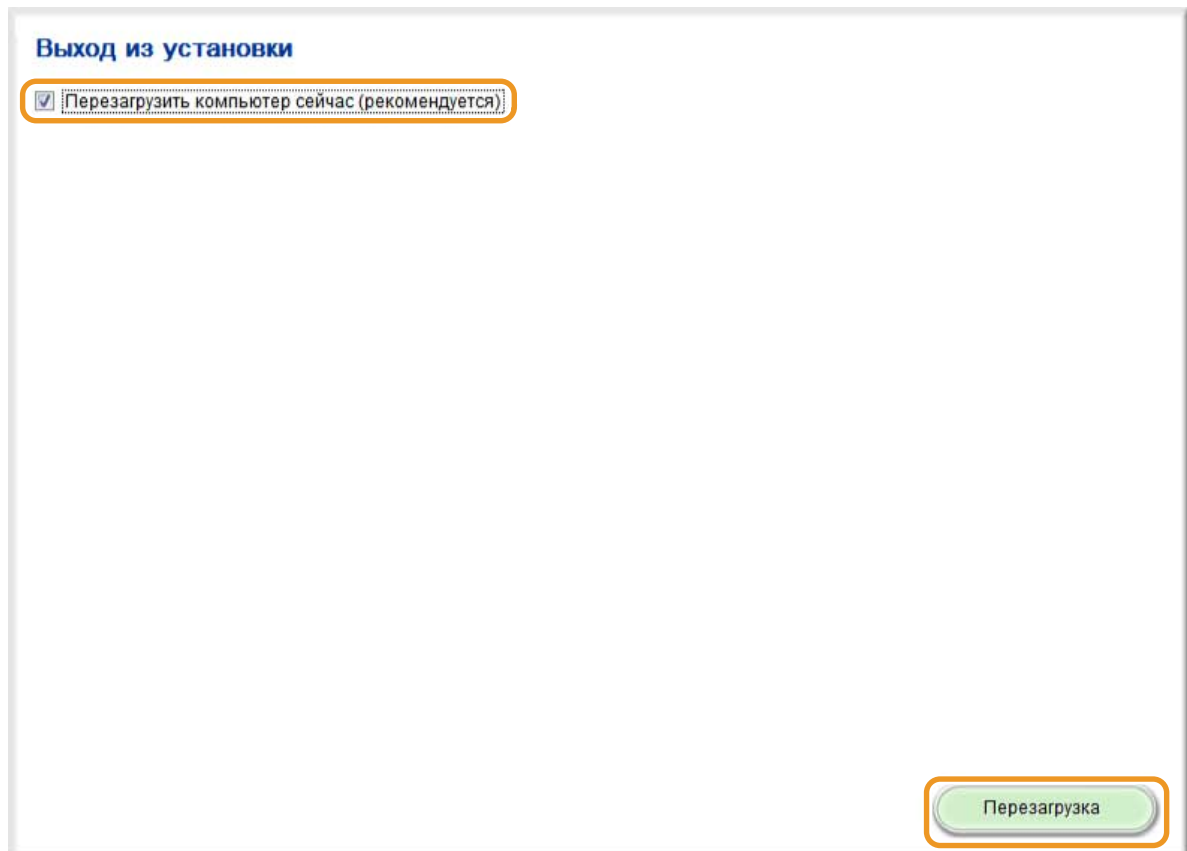 Выход из установки
Перезагрузить компьютер сейчас (рекомендуется)
Перезагрузка